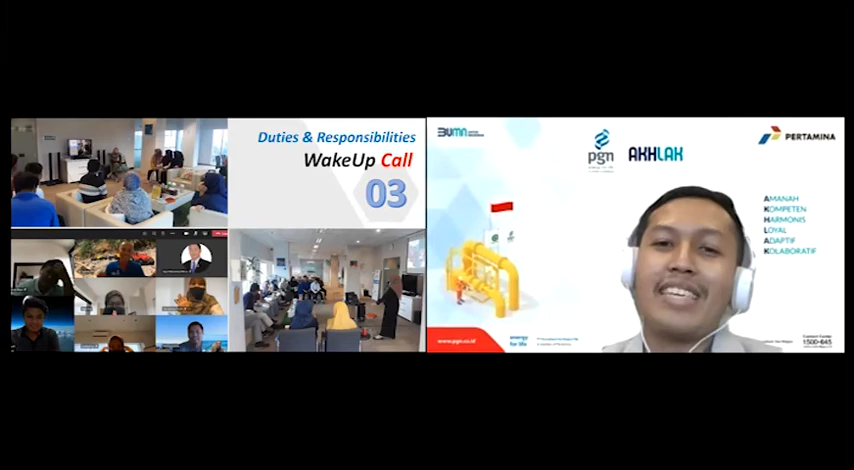 Duties & Responsibilities
WakeUp Call
03
BUMN
pgn
AKHLAK
PERTAMINA
AMANAH
KOMPETEN
HARMONIS
LOYAL
ADAPTIF
KOLABORATIF
www.pgn.co.id
energy
for life
Contact Center
1500-645